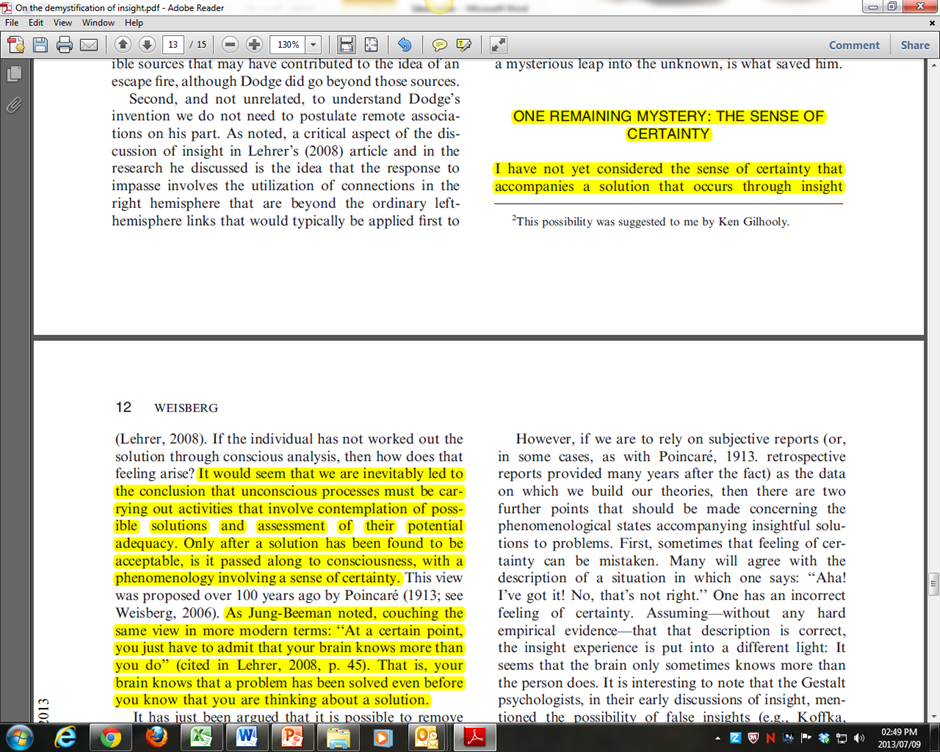 On the demystification of insight.pdf - Adobe Reader
File Edit View Window Help
13 / 15 130% Comment Share
ible sources that may have contributed to the idea of an
escape fire, although Dodge did go beyond those sources.
Second, and not unrelated, to understand Dodge's
invention we do not need to postulate remote associa-
tions on his part. As noted, a critical aspect of the dis-
cussion of insight in Lehrer's (2008) article and in the
research he discussed is the idea that the response to
impasse involves the utilization of connections in the
right hemisphere that are beyond the ordinary left-
hemisphere links that would typically be applied first to
a mysterious leap into the unknown, is what saved him.
ONE REMAINING MYSTERY: THE SENSE OF
CERTAINTY
I have not yet considered the sense of certainty that
accompanies a solution that occurs through insight
2This possibility was suggested to me by Ken Gilhooly.
12 WEISBERG
(Lehrer, 2008). If the individual has not worked out the
solution through conscious analysis, then how does that
feeling arise? It would seem that we are inevitably led to
the conclusion that unconscious processes must be car-
rying out activities that involve contemplation of poss-
ible solutions and assessment of their potential
adequacy. Only after a solution has been found to be
acceptable, is it passed along to consciousness, with a
phenomenology involving a sense of certainty. This view
was proposed over 100 years ago by Poincaré (1913; see
Weisberg, 2006). As Jung-Beeman noted, couching the
same view in more modern terms: “At a certain point,
you just have to admit that your brain knows more than
you do” (cited in Lehrer, 2008, p. 45). That is, your
brain knows that a problem has been solved even before
you know that you are thinking about a solution.
It has just been argued that it is possible to remove
However, if we are to rely on subjective reports (or,
in some cases, as with Poincaré, 1913. retrospective
reports provided many years after the fact) as the data
on which we build our theories, then there are two
further points that should be made concerning the
phenomenological states accompanying insightful solu-
tions to problems. First, sometimes that feeling of cer-
tainty can be mistaken. Many will agree with the
description of a situation in which one says: “Aha!
I've got it! No, that's not right.” One has an incorrect
feeling of certainty. Assuming—without any hard
empirical evidence—that that description is correct,
the insight experience is put into a different light: It
seems that the brain only sometimes knows more than
the person does. It is interesting to note that the Gestalt
psychologists, in their early discussions of insight, men-
tioned the possibility of false insights (e.g., Koffka,
2013
02:49 PM
2013/07/09